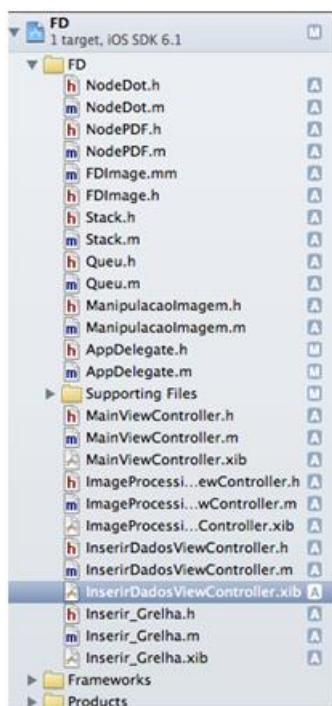 FD
1 target, iOS SDK 6.1 M
FD
h NodeDot.h A
m NodeDot.m A
h NodePDF.h A
m NodePDF.m A
m FDImage.mm A
h FDImage.h A
h Stack.h A
m Stack.m A
h Queu.h A
m Queu.m A
h ManipulacaoImagem.h A
m ManipulacaoImagem.m A
h AppDelegate.h M
m AppDelegate.m M
Supporting Files M
h MainViewController.h A
m MainViewController.m A
MainViewController.xib A
h ImageProcessi...ewController.h A
m ImageProcessi...wController.m A
ImageProcessi...Controller.xib A
h InserirDadosViewController.h A
m InserirDadosViewController.m A
InserirDadosViewController.xib A
h Inserir_Grelha.h A
m Inserir_Grelha.m A
Inserir_Grelha.xib A
Frameworks
Products